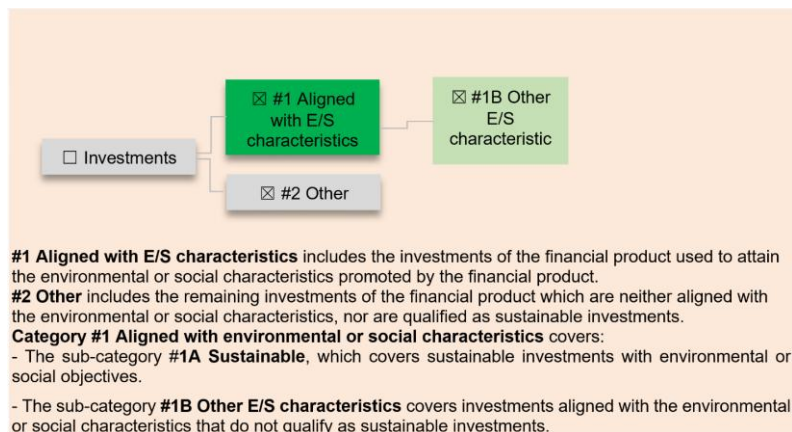 ☒ #1 Aligned
with E/S
characteristics
☒ #1B Other
E/S
characteristic
☐ Investments
☒ #2 Other
#1 Aligned with E/S characteristics includes the investments of the financial product used to attain
the environmental or social characteristics promoted by the financial product.
#2 Other includes the remaining investments of the financial product which are neither aligned with
the environmental or social characteristics, nor are qualified as sustainable investments.
Category #1 Aligned with environmental or social characteristics covers:
- The sub-category #1A Sustainable, which covers sustainable investments with environmental or
social objectives.
- The sub-category #1B Other E/S characteristics covers investments aligned with the environmental
or social characteristics that do not qualify as sustainable investments.